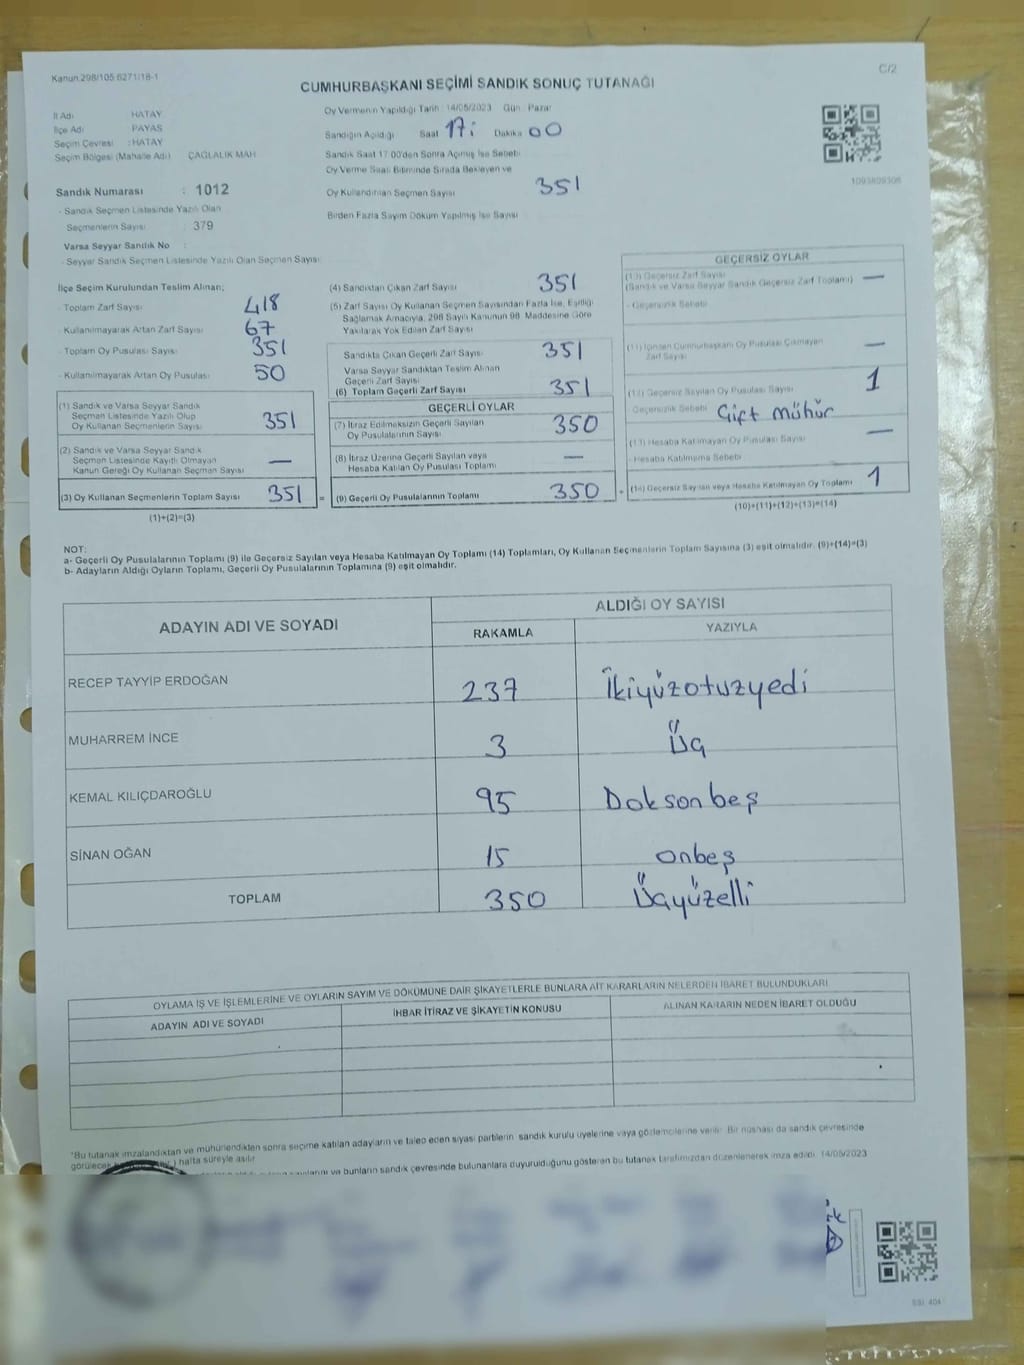 Kanun 298/105 6271/18-1
C/2
CUMHURBAŞKANI SEÇİMİ SANDIK SONUÇ TUTANAĞI
İl Adı HATAY
İlçe Adı PAYAS
Seçim Çevresi : HATAY
Seçim Bölgesi (Mahalle Adı) ÇAĞLALIK MAH
Oy Vermenin Yapıldığı Tarih : 14/05/2023 Gün Pazar
Sandığın Açıldığı Saat 17: Dakika 00
Sandık Saat 17 00'den Sonra Açılmış İse Sebebi
Oy Verme Saati Bitiminde Sırada Bekleyen ve
Oy Kullandırılan Seçmen Sayısı 351
Birden Fazla Sayım Döküm Yapılmış İse Sayısı
1093809306
Sandık Numarası : 1012
- Sandık Seçmen Listesinde Yazılı Olan
Seçmenlerin Sayısı : 379
Varsa Seyyar Sandık No :
- Seyyar Sandık Seçmen Listesinde Yazılı Olan Seçmen Sayısı:
İlçe Seçim Kurulundan Teslim Alınan;
- Toplam Zarf Sayısı 418
- Kullanılmayarak Artan Zarf Sayısı 67
- Toplam Oy Pusulası Sayısı 351
- Kullanılmayarak Artan Oy Pusulası 50
(1) Sandık ve Varsa Seyyar Sandık
Seçmen Listesinde Yazılı Olup
Oy Kullanan Seçmenlerin Sayısı 351
(2) Sandık ve Varsa Seyyar Sandık
Seçmen Listesinde Kayıtlı Olmayan
Kanun Gereği Oy Kullanan Seçmen Sayısı —
(3) Oy Kullanan Seçmenlerin Toplam Sayısı 351 =
(1)+(2)=(3)
(4) Sandıktan Çıkan Zarf Sayısı 351
(5) Zarf Sayısı Oy Kullanan Seçmen Sayısından Fazla İse, Eşitliği
Sağlamak Amacıyla, 298 Sayılı Kanunun 98. Maddesine Göre
Yakılarak Yok Edilen Zarf Sayısı
Sandıkta Çıkan Geçerli Zarf Sayısı 351
Varsa Seyyar Sandıktan Teslim Alınan
Geçerli Zarf Sayısı
(6) Toplam Geçerli Zarf Sayısı 351
GEÇERLİ OYLAR
(7) İtiraz Edilmeksizin Geçerli Sayılan
Oy Pusulalarının Sayısı 350
(8) İtiraz Üzerine Geçerli Sayılan veya
Hesaba Katılan Oy Pusulası Toplamı —
(9) Geçerli Oy Pusulalarının Toplamı 350 +
GEÇERSİZ OYLAR
(10) Geçersiz Zarf Sayısı —
(Sandık ve Varsa Seyyar Sandık Geçersiz Zarf Toplamı)
- Geçersizlik Sebebi
(11) İçinden Cumhurbaşkanı Oy Pusulası Çıkmayan —
Zarf Sayısı
(12) Geçersiz Sayılan Oy Pusulası Sayısı 1
Geçersizlik Sebebi Çift Mühür
(13) Hesaba Katılmayan Oy Pusulası Sayısı —
- Hesaba Katılmama Sebebi
(14) Geçersiz Sayılan veya Hesaba Katılmayan Oy Toplamı 1
(10)+(11)+(12)+(13)=(14)
NOT:
a- Geçerli Oy Pusulalarının Toplamı (9) ile Geçersiz Sayılan veya Hesaba Katılmayan Oy Toplamı (14) Toplamları, Oy Kullanan Seçmenlerin Toplam Sayısına (3) eşit olmalıdır. (9)+(14)=(3)
b- Adayların Aldığı Oyların Toplamı, Geçerli Oy Pusulalarının Toplamına (9) eşit olmalıdır.
ADAYIN ADI VE SOYADI ALDIĞI OY SAYISI
RAKAMLA YAZIYLA
RECEP TAYYİP ERDOĞAN 237 İkiyüzotuzyedi
MUHARREM İNCE 3 Üç
KEMAL KILIÇDAROĞLU 95 Doksonbeş
SİNAN OĞAN 15 onbeş
TOPLAM 350 Üçyüzelli
OYLAMA İŞ VE İŞLEMLERİNE VE OYLARIN SAYIM VE DÖKÜMÜNE DAİR ŞİKAYETLERLE BUNLARA AİT KARARLARIN NELERDEN İBARET BULUNDUKLARI
ADAYIN ADI VE SOYADI İHBAR İTİRAZ VE ŞİKAYETİN KONUSU ALINAN KARARIN NEDEN İBARET OLDUĞU
*Bu tutanak imzalandıktan ve mühürlendikten sonra seçime katılan adayların ve talep eden siyasi partilerin sandık kurulu üyelerine veya gözlemcilerine verilir. Bir nüshası da sandık çevresinde
görülecek hafta süreyle asılır.
ve bunların sandık çevresinde bulunanlara duyurulduğunu gösteren bu tutanak tarafımızdan düzenlenerek imza edildi. 14/05/2023